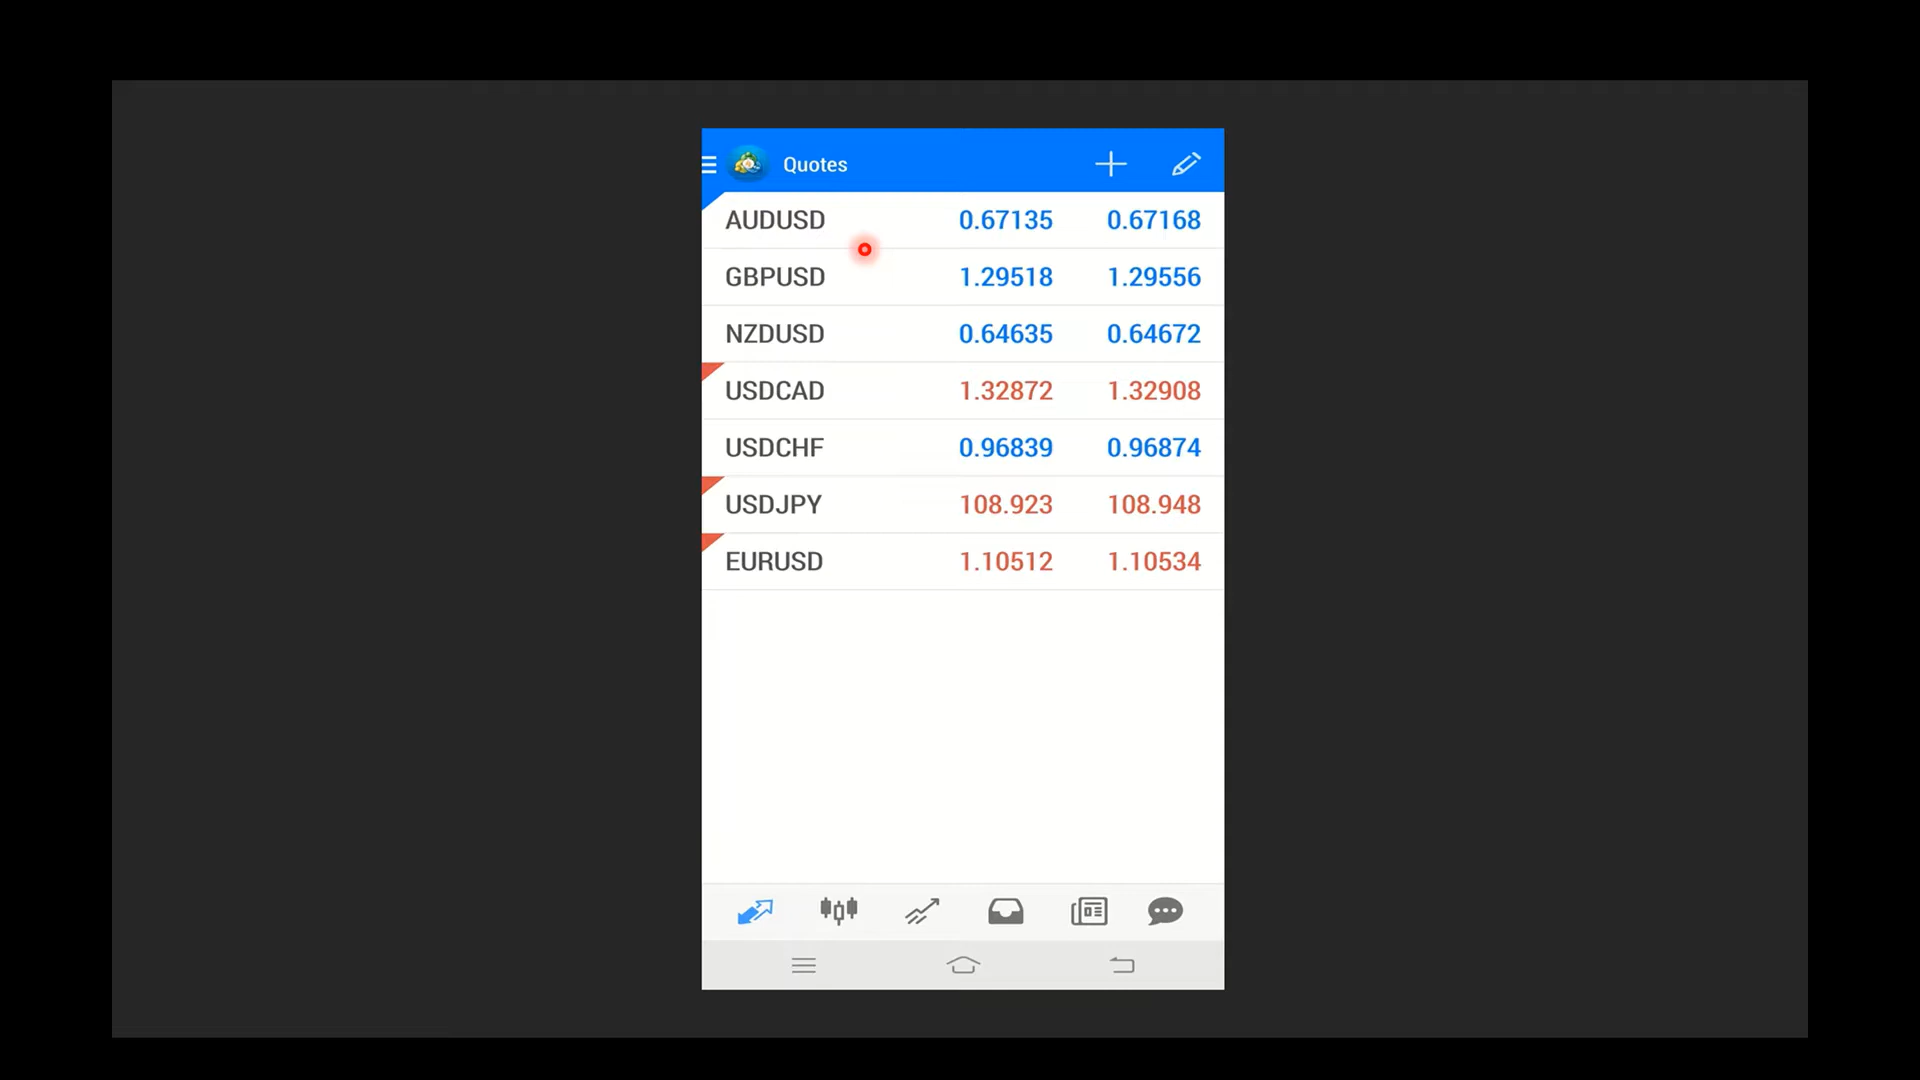 Quotes
AUDUSD 0.67135 0.67168
GBPUSD 1.29518 1.29556
NZDUSD 0.64635 0.64672
USDCAD 1.32872 1.32908
USDCHF 0.96839 0.96874
USDJPY 108.923 108.948
EURUSD 1.10512 1.10534